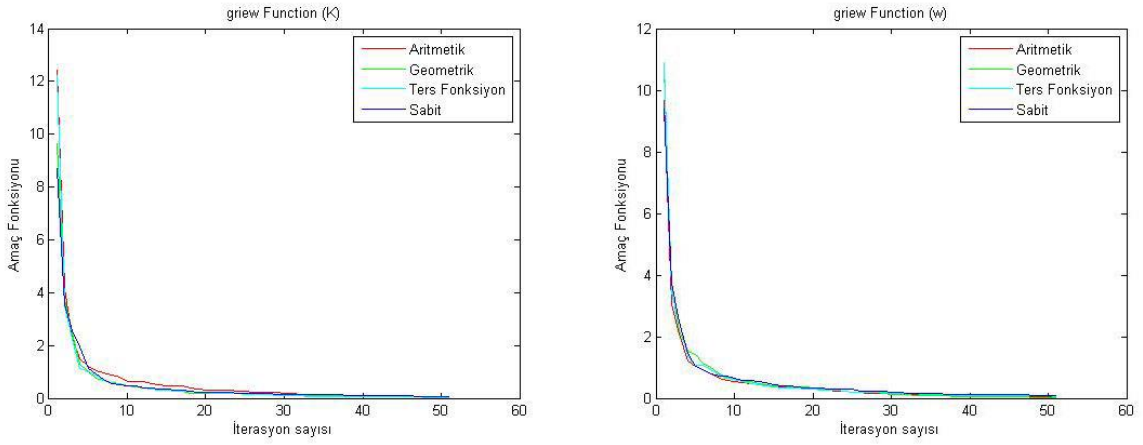 griew Function (K)
14
12
10
8
6
4
2
0
0
10
20
30
40
50
60
Amaç Fonksiyonu
İterasyon sayısı
Aritmetik
Geometrik
Ters Fonksiyon
Sabit
griew Function (w)
12
10
8
6
4
2
0
0
10
20
30
40
50
60
Amaç Fonksiyonu
İterasyon sayısı
Aritmetik
Geometrik
Ters Fonksiyon
Sabit